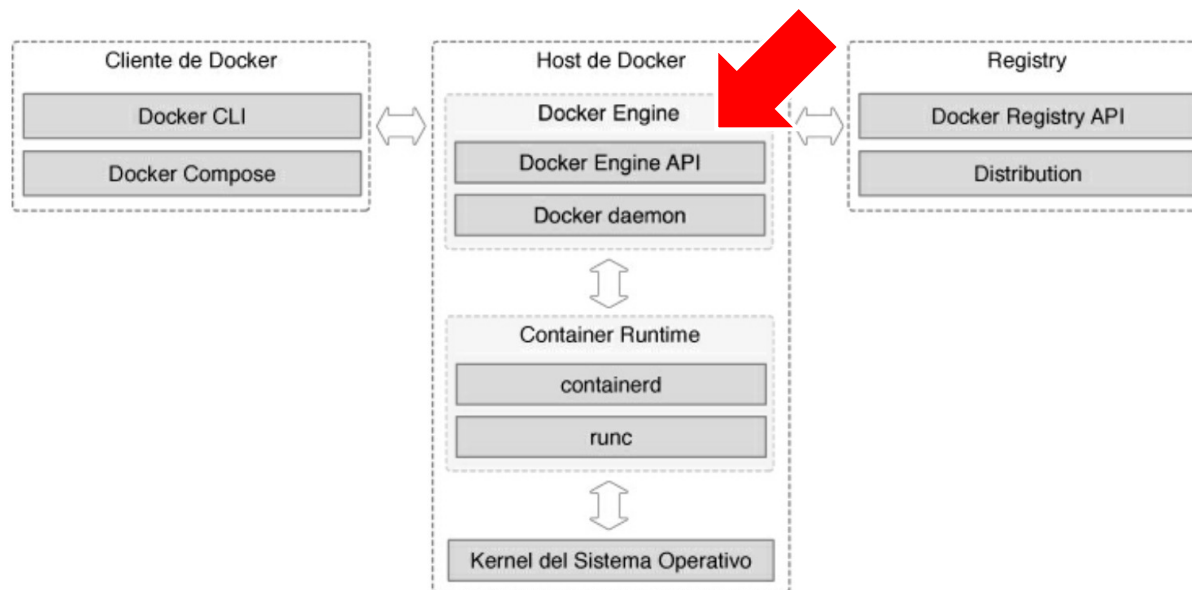 Cliente de Docker
Docker CLI
Docker Compose
Host de Docker
Docker Engine
Docker Engine API
Docker daemon
Container Runtime
containerd
runc
Kernel del Sistema Operativo
Registry
Docker Registry API
Distribution